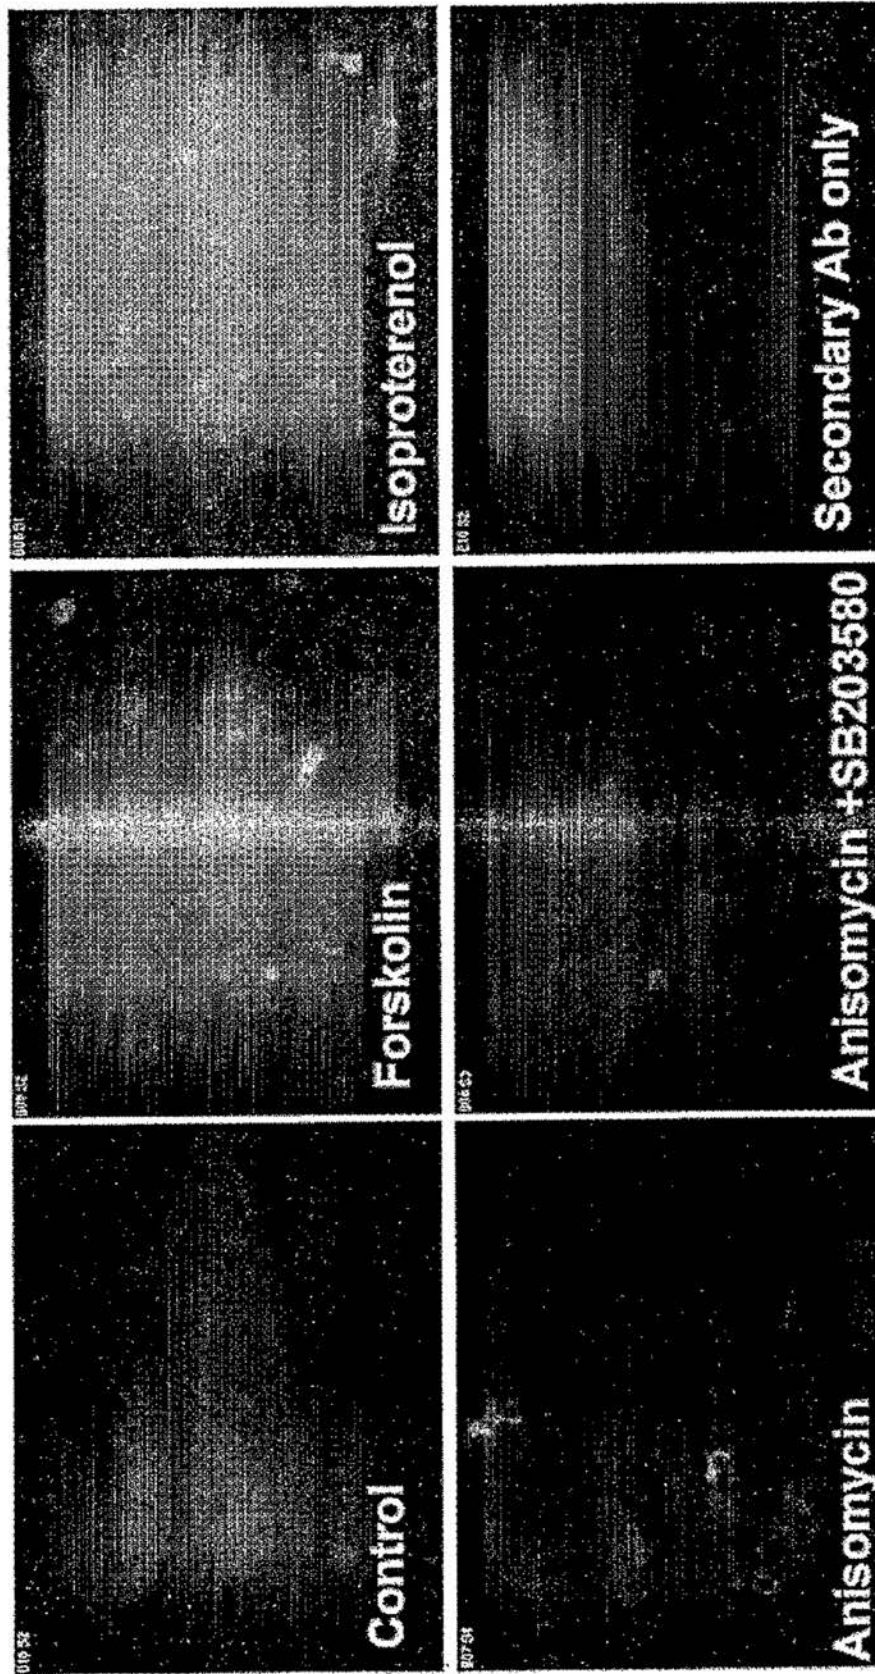 Control
Forskolin
Isoproterenol
Anisomycin
Anisomycin +SB203580
Secondary Ab only